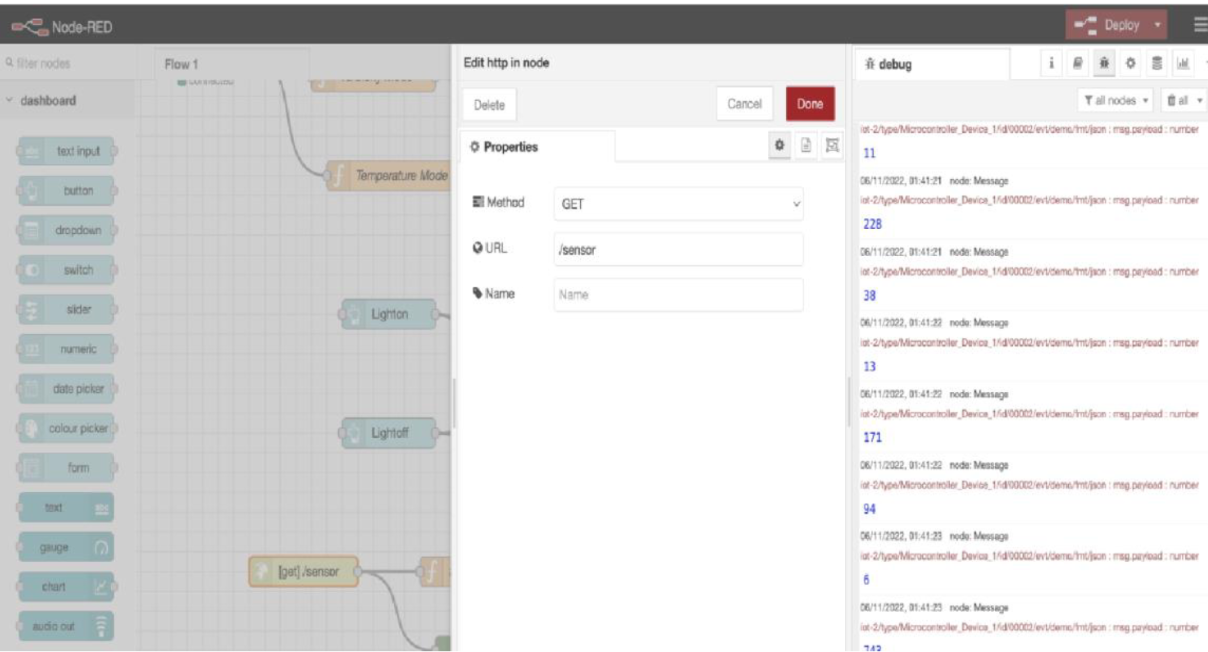 Node-RED
Deploy
filter nodes
dashboard
text input
button
dropdown
switch
slider
numeric
date picker
colour picker
form
text
abc
gauge
chart
audio out
Flow 1
connected
Temperature Mode
Lighton
Lightoff
[get] /sensor
Edit http in node
Delete
Cancel
Done
Properties
Method
GET
URL
/sensor
Name
Name
debug
all nodes
all
iot-2/type/Microcontroller_Device_1/id/00002/evt/demo/fmt/json : msg.payload : number
11
06/11/2022, 01:41:21 node: Message
iot-2/type/Microcontroller_Device_1/id/00002/evt/demo/fmt/json : msg.payload : number
228
06/11/2022, 01:41:21 node: Message
iot-2/type/Microcontroller_Device_1/id/00002/evt/demo/fmt/json : msg.payload : number
38
06/11/2022, 01:41:22 node: Message
iot-2/type/Microcontroller_Device_1/id/00002/evt/demo/fmt/json : msg.payload : number
13
06/11/2022, 01:41:22 node: Message
iot-2/type/Microcontroller_Device_1/id/00002/evt/demo/fmt/json : msg.payload : number
171
06/11/2022, 01:41:22 node: Message
iot-2/type/Microcontroller_Device_1/id/00002/evt/demo/fmt/json : msg.payload : number
94
06/11/2022, 01:41:23 node: Message
iot-2/type/Microcontroller_Device_1/id/00002/evt/demo/fmt/json : msg.payload : number
6
06/11/2022, 01:41:23 node: Message
iot-2/type/Microcontroller_Device_1/id/00002/evt/demo/fmt/json : msg.payload : number
743